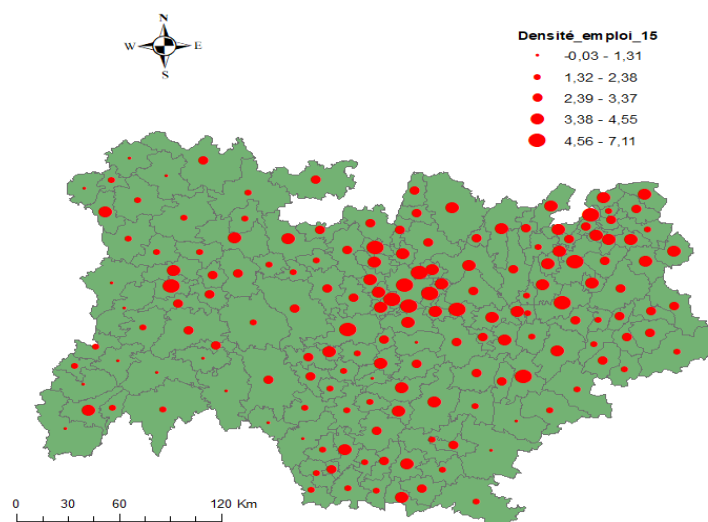 N
W E
S
Densité_emploi_15
-0,03 - 1,31
1,32 - 2,38
2,39 - 3,37
3,38 - 4,55
4,56 - 7,11
0 30 60 120 Km